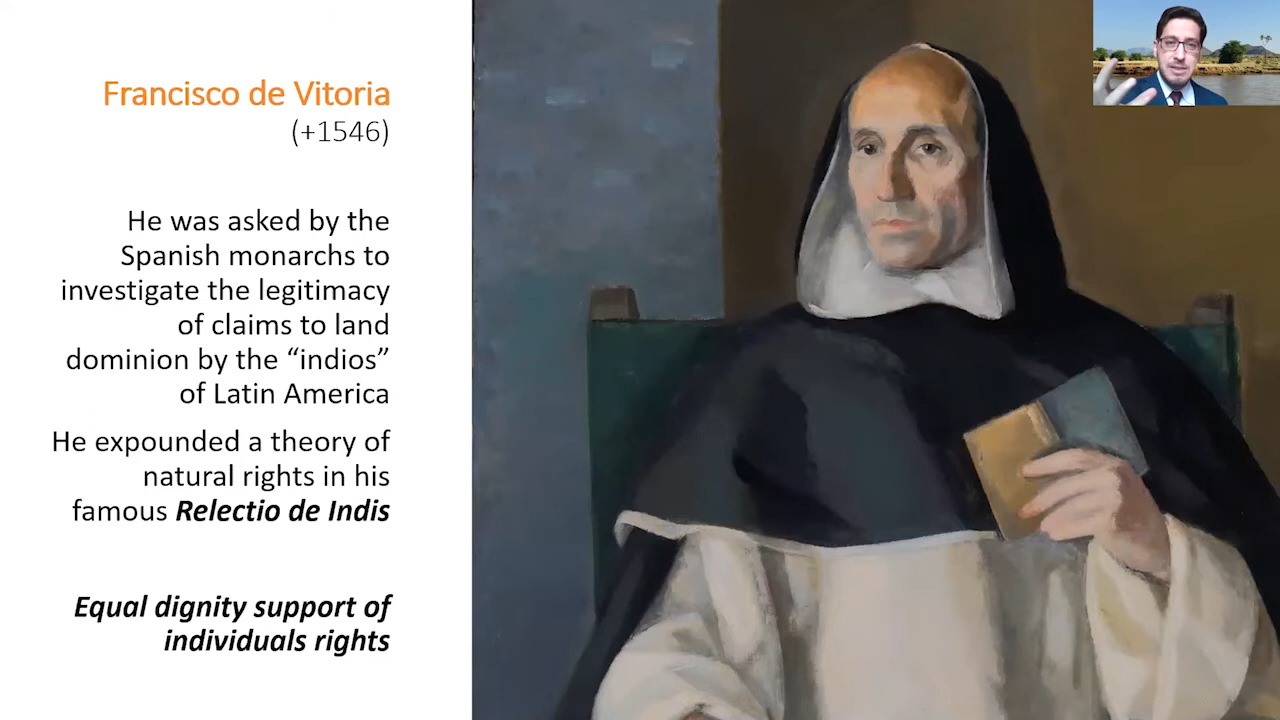 Francisco de Vitoria
(+1546)
He was asked by the
Spanish monarchs to
investigate the legitimacy
of claims to land
dominion by the “indios”
of Latin America
He expounded a theory of
natural rights in his
famous Relectio de Indis
Equal dignity support of
individuals rights